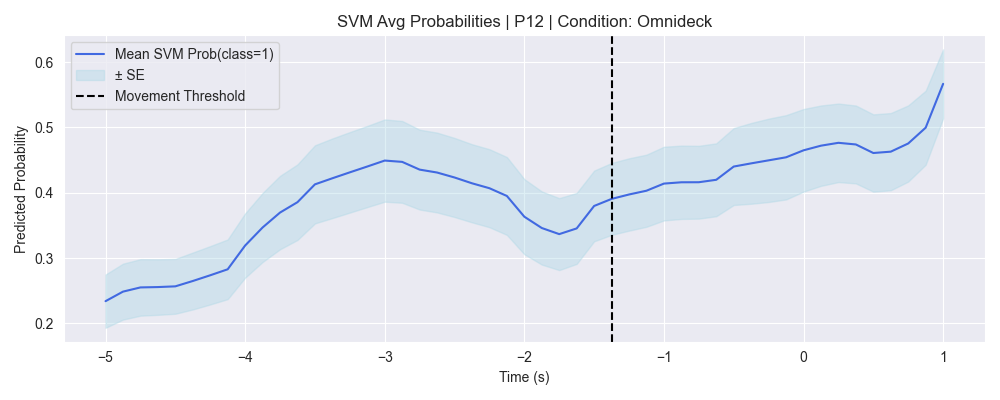 SVM Avg Probabilities | P12 | Condition: Omnideck
Mean SVM Prob(class=1)
± SE
Movement Threshold
Predicted Probability
0.6
0.5
0.4
0.3
0.2
−5 −4 −3 −2 −1 0 1
Time (s)